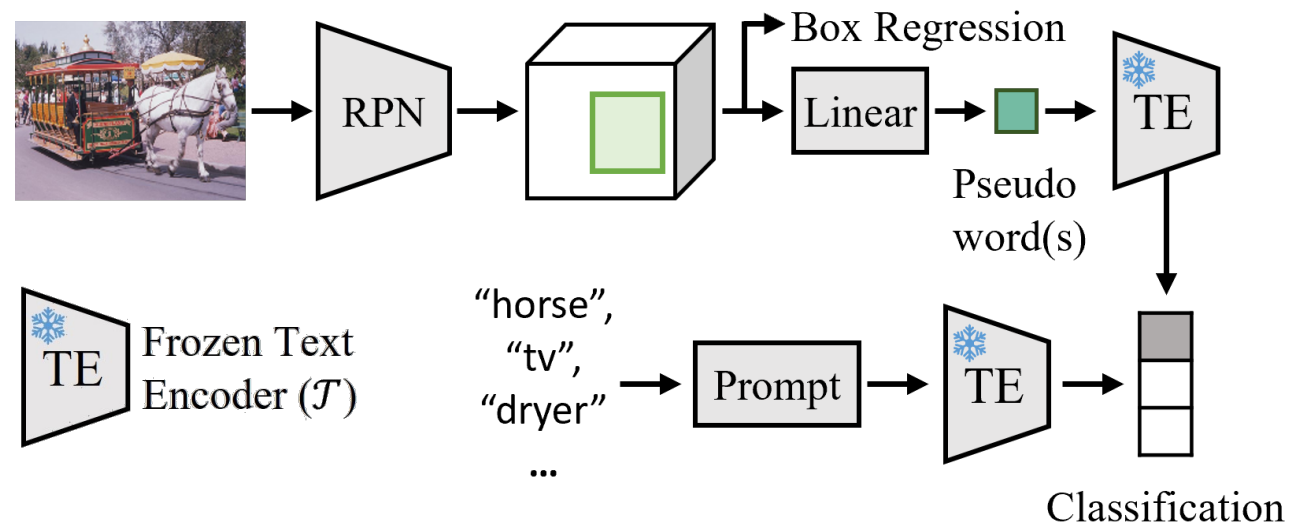 Box Regression
RPN
Linear
TE
Pseudo
word(s)
TE
Frozen Text
Encoder (𝒯)
“horse”,
“tv”,
“dryer”
...
Prompt
TE
Classification